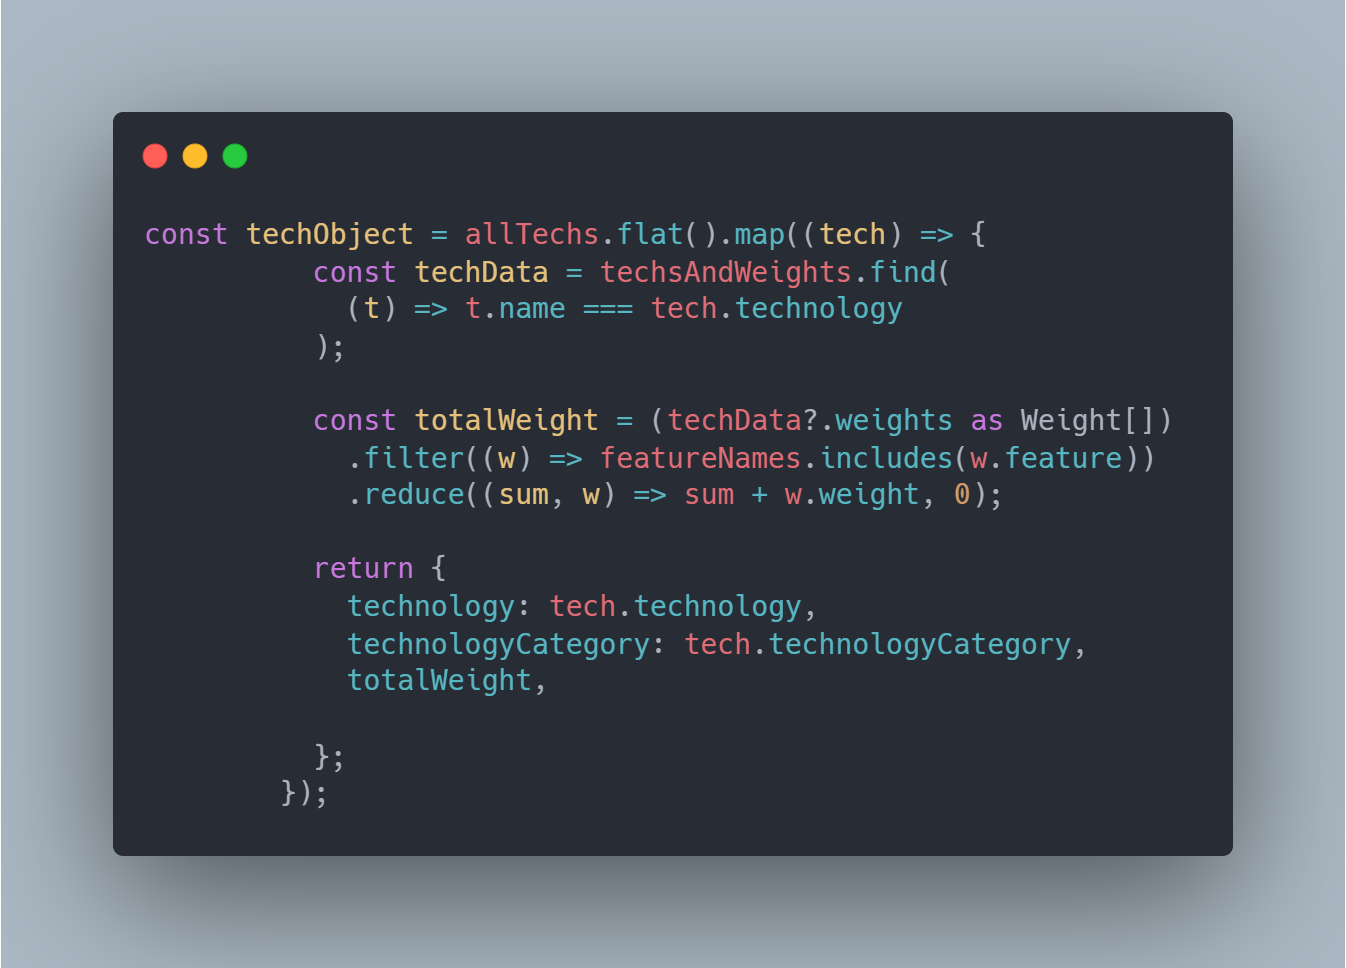 const techObject = allTechs.flat().map((tech) => {
          const techData = techsAndWeights.find(
            (t) => t.name === tech.technology
          );

          const totalWeight = (techData?.weights as Weight[])
            .filter((w) => featureNames.includes(w.feature))
            .reduce((sum, w) => sum + w.weight, 0);

          return {
            technology: tech.technology,
            technologyCategory: tech.technologyCategory,
            totalWeight,

          };
        });